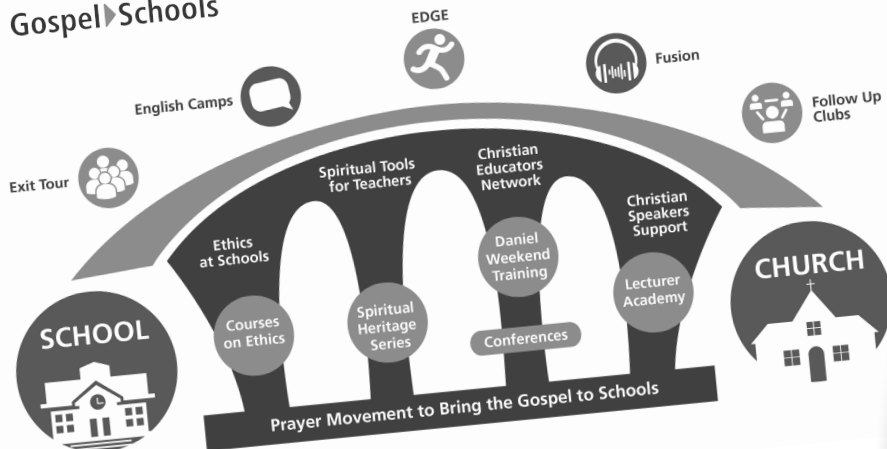 Gospel Schools
EDGE
Fusion
English Camps
Follow Up
Clubs
Exit Tour
Spiritual Tools
for Teachers
Christian
Educators
Network
Christian
Speakers
Support
Ethics
at Schools
Daniel
Weekend
Training
Lecturer
Academy
Courses
on Ethics
Spiritual
Heritage
Series
Conferences
SCHOOL
CHURCH
Prayer Movement to Bring the Gospel to Schools